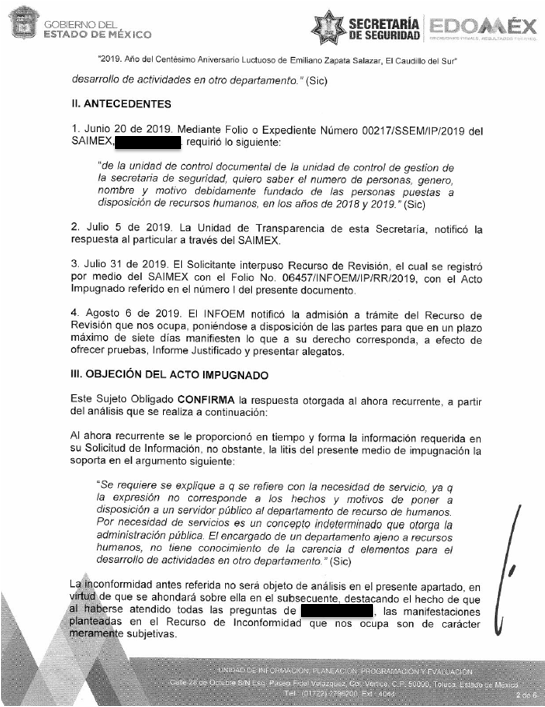 GOBIERNO DEL
ESTADO DE MÉXICO
SECRETARÍA
DE SEGURIDAD
EDOMÉX
"2019. Año del Centésimo Aniversario Luctuoso de Emiliano Zapata Salazar, El Caudillo del Sur"
desarrollo de actividades en otro departamento." (Sic)
II. ANTECEDENTES
1. Junio 20 de 2019. Mediante Folio o Expediente Número 00217/SSEM/IP/2019 del
SAIMEX, requirió lo siguiente:
"de la unidad de control documental de la unidad de control de gestion de
la secretaria de seguridad, quiero saber el numero de personas, genero,
nombre y motivo debidamente fundado de las personas puestas a
disposición de recursos humanos, en los años de 2018 y 2019." (Sic)
2. Julio 5 de 2019. La Unidad de Transparencia de esta Secretaría, notificó la
respuesta al particular a través del SAIMEX.
3. Julio 31 de 2019. El Solicitante interpuso Recurso de Revisión, el cual se registró
por medio del SAIMEX con el Folio No. 06457/INFOEM/IP/RR/2019, con el Acto
Impugnado referido en el número I del presente documento.
4. Agosto 6 de 2019. El INFOEM notificó la admisión a trámite del Recurso de
Revisión que nos ocupa, poniéndose a disposición de las partes para que en un plazo
máximo de siete días manifiesten lo que a su derecho corresponda, a efecto de
ofrecer pruebas, Informe Justificado y presentar alegatos.
III. OBJECIÓN DEL ACTO IMPUGNADO
Este Sujeto Obligado CONFIRMA la respuesta otorgada al ahora recurrente, a partir
del análisis que se realiza a continuación:
Al ahora recurrente se le proporcionó en tiempo y forma la información requerida en
su Solicitud de Información, no obstante, la litis del presente medio de impugnación la
soporta en el argumento siguiente:
"Se requiere se explique a q se refiere con la necesidad de servicio, ya q
la expresión no corresponde a los hechos y motivos de poner a
disposición a un servidor público al departamento de recurso de humanos.
Por necesidad de servicios es un concepto indeterminado que otorga la
administración pública. El encargado de un departamento ajeno a recursos
humanos, no tiene conocimiento de la carencia d elementos para el
desarrollo de actividades en otro departamento." (Sic)
La inconformidad antes referida no será objeto de análisis en el presente apartado, en
virtud de que se ahondará sobre ella en el subsecuente, destacando el hecho de que
al haberse atendido todas las preguntas de , las manifestaciones
planteadas en el Recurso de Inconformidad que nos ocupa son de carácter
meramente subjetivas.
UNIDAD DE INFORMACIÓN, PLANEACIÓN, PROGRAMACIÓN Y EVALUACIÓN
Calle 28 de Octubre S/N Esq. Paseo Fidel Velázquez, Col. Vértice, C.P. 50090, Toluca, Estado de México.
Tel.: (01722) 2796200 Ext.: 4044
2 de 6